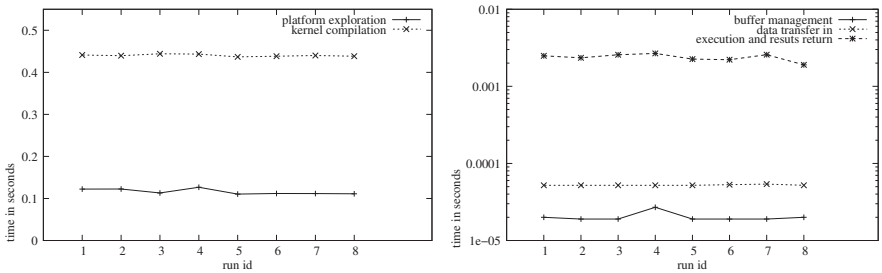 platform exploration
kernel compilation
0.5
0.4
0.3
0.2
0.1
0
time in seconds
1 2 3 4 5 6 7 8
run id
buffer management
data transfer in
execution and resuts return
0.01
0.001
0.0001
1e-05
time in seconds
1 2 3 4 5 6 7 8
run id